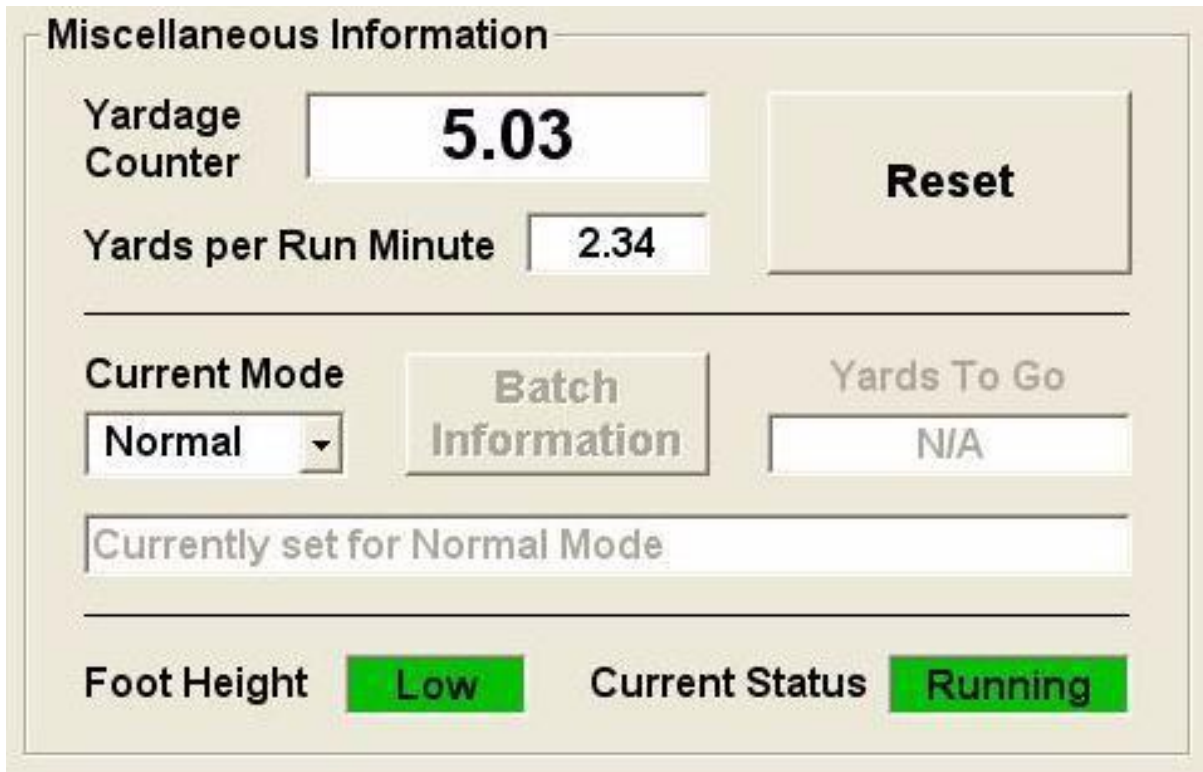 Miscellaneous Information
Yardage
Counter
5.03
Reset
Yards per Run Minute
2.34
Current Mode
Batch
Information
Yards To Go
Normal
N/A
Currently set for Normal Mode
Foot Height
Low
Current Status
Running